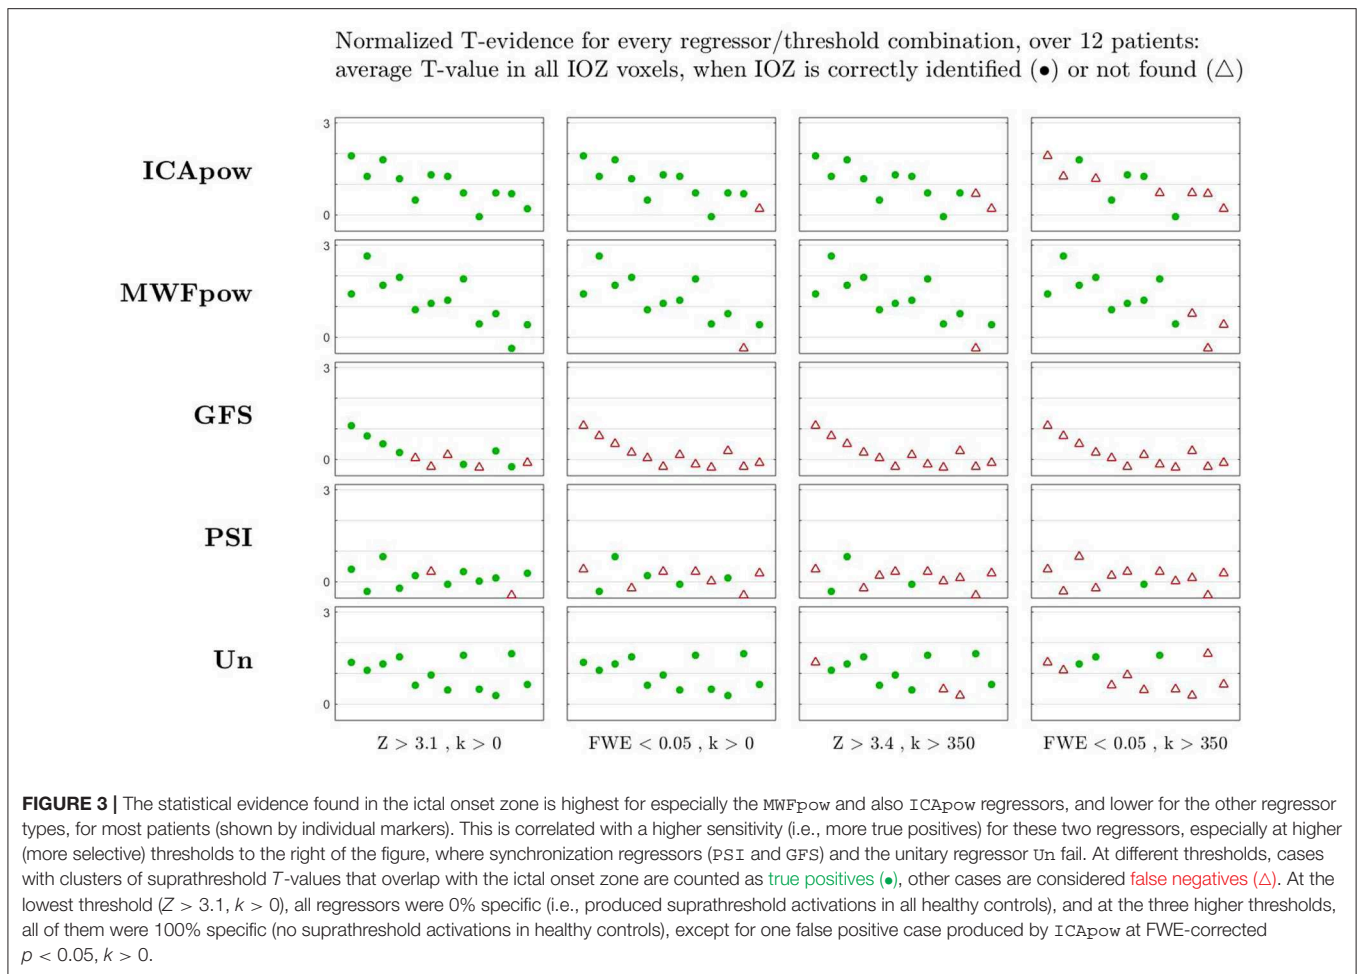 Normalized T-evidence for every regressor/threshold combination, over 12 patients:
average T-value in all IOZ voxels, when IOZ is correctly identified (●) or not found (△)
ICApow
3
0
MWFpow
3
0
GFS
3
0
PSI
3
0
Un
3
0
Z > 3.1 , k > 0
FWE < 0.05 , k > 0
Z > 3.4 , k > 350
FWE < 0.05 , k > 350
FIGURE 3 | The statistical evidence found in the ictal onset zone is highest for especially the MWFpow and also ICApow regressors, and lower for the other regressor
types, for most patients (shown by individual markers). This is correlated with a higher sensitivity (i.e., more true positives) for these two regressors, especially at higher
(more selective) thresholds to the right of the figure, where synchronization regressors (PSI and GFS) and the unitary regressor Un fail. At different thresholds, cases
with clusters of suprathreshold T-values that overlap with the ictal onset zone are counted as true positives (●), other cases are considered false negatives (△). At the
lowest threshold (Z > 3.1, k > 0), all regressors were 0% specific (i.e., produced suprathreshold activations in all healthy controls), and at the three higher thresholds,
all of them were 100% specific (no suprathreshold activations in healthy controls), except for one false positive case produced by ICApow at FWE-corrected
p < 0.05, k > 0.